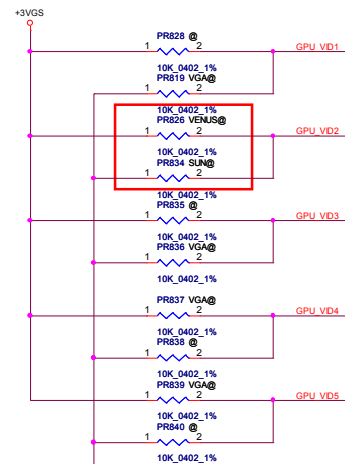 +3VGS
PR828 @
1 2 GPU_VID1
10K_0402_1%
PR819 VGA@
1 2
10K_0402_1%
PR826 VENUS@
1 2 GPU_VID2
10K_0402_1%
PR834 SUN@
1 2
10K_0402_1%
PR835 @
1 2 GPU_VID3
10K_0402_1%
PR836 VGA@
1 2
10K_0402_1%
PR837 VGA@
1 2 GPU_VID4
10K_0402_1%
PR838 @
1 2
10K_0402_1%
PR839 VGA@
1 2 GPU_VID5
10K_0402_1%
PR840 @
1 2
10K_0402_1%